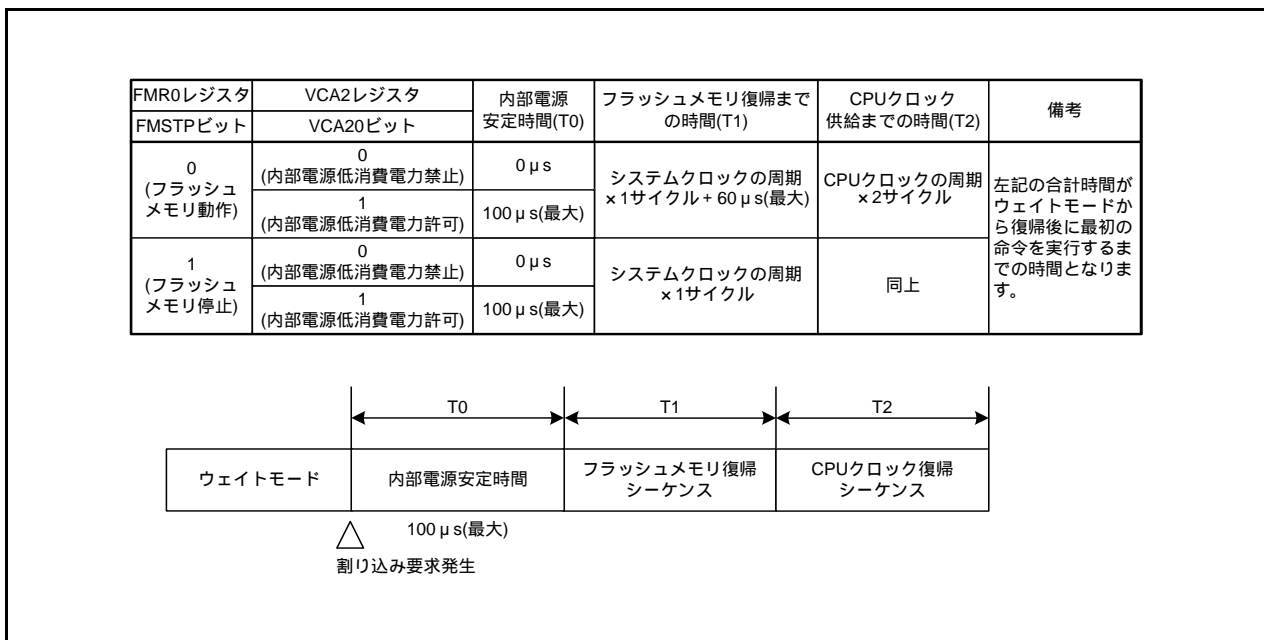 FMR0レジスタ
VCA2レジスタ
内部電源
安定時間(T0)
フラッシュメモリ復帰まで
の時間(T1)
CPUクロック
供給までの時間(T2)
備考
FMSTPビット
VCA20ビット
0
(フラッシュ
メモリ動作)
0
(内部電源低消費電力禁止)
0μs
システムクロックの周期
×1サイクル+60μs(最大)
CPUクロックの周期
×2サイクル
左記の合計時間が
ウェイトモードか
ら復帰後に最初の
命令を実行するま
での時間となりま
す。
1
(内部電源低消費電力許可)
100μs(最大)
1
(フラッシュ
メモリ停止)
0
(内部電源低消費電力禁止)
0μs
システムクロックの周期
×1サイクル
同上
1
(内部電源低消費電力許可)
100μs(最大)
T0
T1
T2
ウェイトモード
内部電源安定時間
フラッシュメモリ復帰
シーケンス
CPUクロック復帰
シーケンス
100μs(最大)
割り込み要求発生